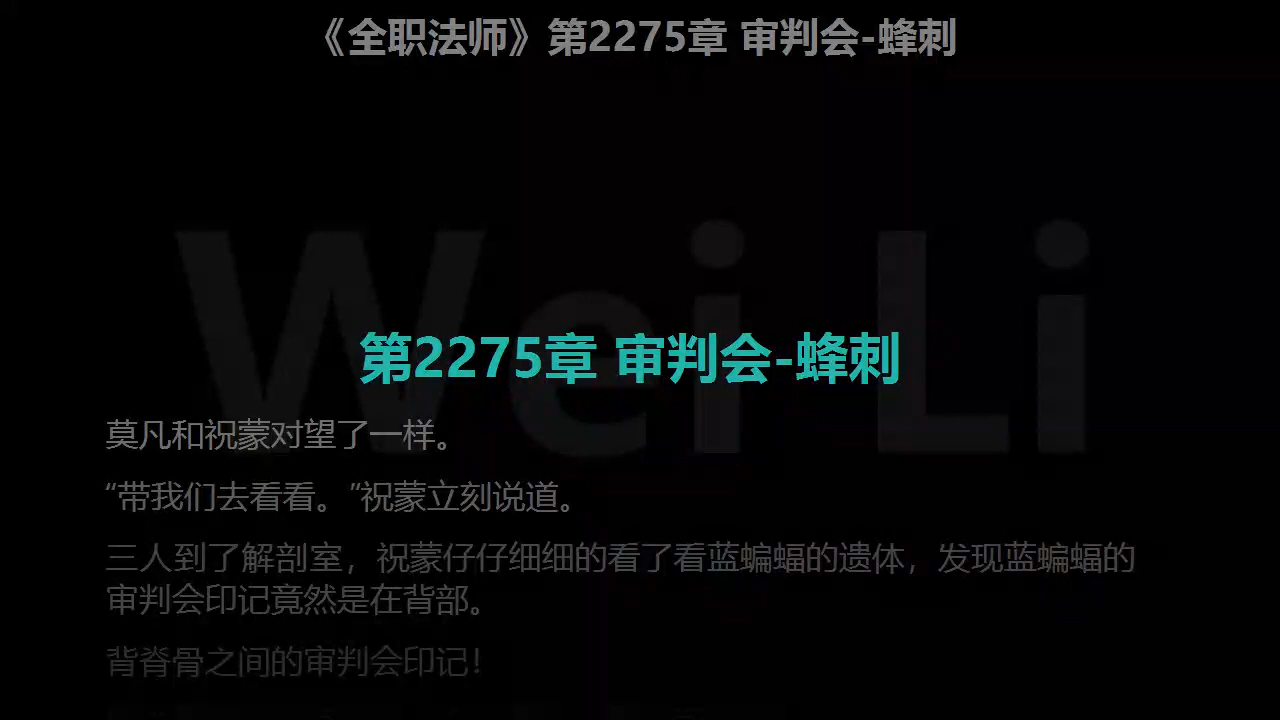 《全职法师》第2275章 审判会-蜂刺
Wei Li
第2275章 审判会-蜂刺
莫凡和祝蒙对望了一样。
“带我们去看看。”祝蒙立刻说道。
三人到了解剖室，祝蒙仔仔细细的看了看蓝蝙蝠的遗体，发现蓝蝙蝠的
审判会印记竟然是在背部。
背脊骨之间的审判会印记！